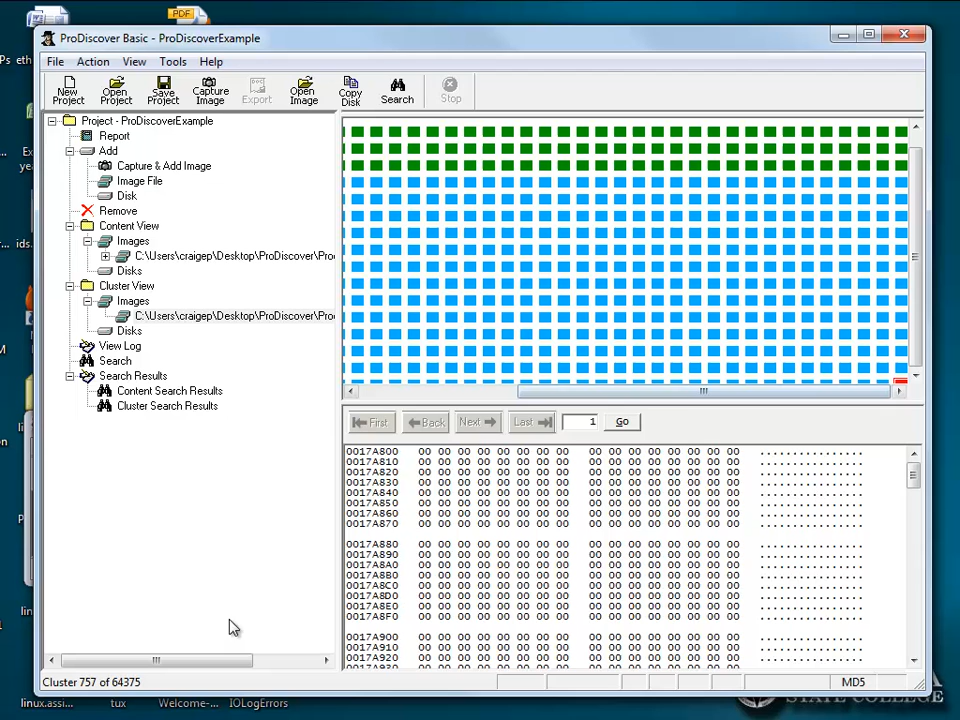 PDF
ProDiscover Basic - ProDiscoverExample
File Action View Tools Help
New Project
Open Project
Save Project
Capture Image
Export
Open Image
Copy Disk
Search
Stop
Project - ProDiscoverExample
Report
Add
Capture & Add Image
Image File
Disk
Remove
Content View
Images
C:\Users\craigep\Desktop\ProDiscover\Pro
Disks
Cluster View
Images
C:\Users\craigep\Desktop\ProDiscover\Pro
Disks
View Log
Search
Search Results
Content Search Results
Cluster Search Results
First Back Next Last 1 Go
0017A800 00 00 00 00 00 00 00 00 00 00 00 00 00 00 00 00 ................
0017A810 00 00 00 00 00 00 00 00 00 00 00 00 00 00 00 00 ................
0017A820 00 00 00 00 00 00 00 00 00 00 00 00 00 00 00 00 ................
0017A830 00 00 00 00 00 00 00 00 00 00 00 00 00 00 00 00 ................
0017A840 00 00 00 00 00 00 00 00 00 00 00 00 00 00 00 00 ................
0017A850 00 00 00 00 00 00 00 00 00 00 00 00 00 00 00 00 ................
0017A860 00 00 00 00 00 00 00 00 00 00 00 00 00 00 00 00 ................
0017A870 00 00 00 00 00 00 00 00 00 00 00 00 00 00 00 00 ................
0017A880 00 00 00 00 00 00 00 00 00 00 00 00 00 00 00 00 ................
0017A890 00 00 00 00 00 00 00 00 00 00 00 00 00 00 00 00 ................
0017A8A0 00 00 00 00 00 00 00 00 00 00 00 00 00 00 00 00 ................
0017A8B0 00 00 00 00 00 00 00 00 00 00 00 00 00 00 00 00 ................
0017A8C0 00 00 00 00 00 00 00 00 00 00 00 00 00 00 00 00 ................
0017A8D0 00 00 00 00 00 00 00 00 00 00 00 00 00 00 00 00 ................
0017A8E0 00 00 00 00 00 00 00 00 00 00 00 00 00 00 00 00 ................
0017A8F0 00 00 00 00 00 00 00 00 00 00 00 00 00 00 00 00 ................
0017A900 00 00 00 00 00 00 00 00 00 00 00 00 00 00 00 00 ................
0017A910 00 00 00 00 00 00 00 00 00 00 00 00 00 00 00 00 ................
0017A920 00 00 00 00 00 00 00 00 00 00 00 00 00 00 00 00 ................
0017A930 00 00 00 00 00 00 00 00 00 00 00 00 00 00 00 00 ................
Cluster 757 of 64375 MD5
linux.assi... tux Welcome-... IOLogErrors
STATE COLLEGE